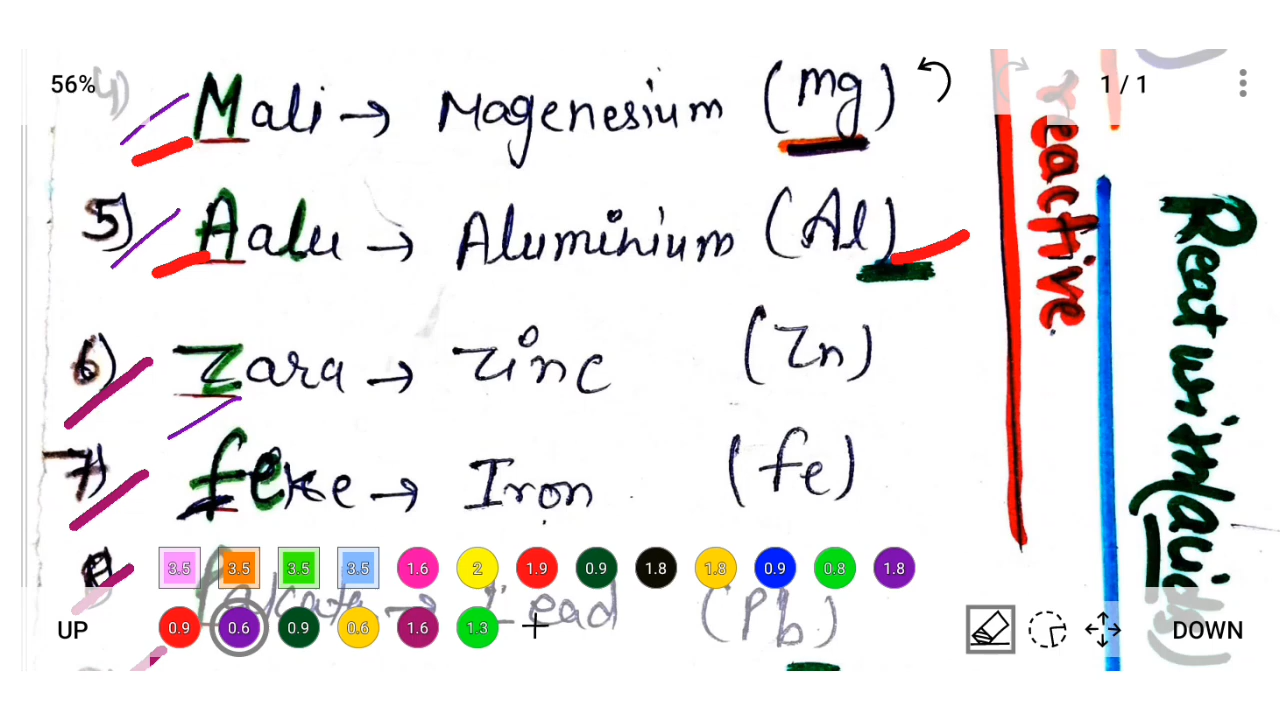 56% 4) Mali → Magenesium (mg) 1 / 1
5) Aalu → Aluminium (Al)
6) Zara → Zinc (Zn)
7) feke → Iron (fe)
→ Lead (Pb)
reactive
3.5 3.5 3.5 3.5 1.6 2 1.9 0.9 1.8 1.8 0.9 0.8 1.8
UP 0.9 0.6 0.9 0.6 1.6 1.3 + DOWN